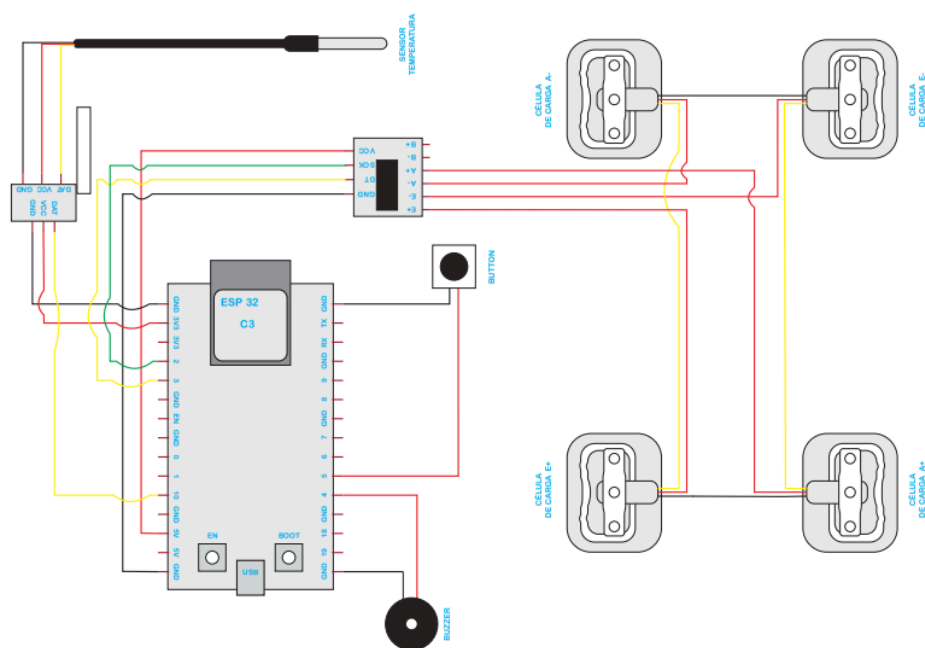 SENSOR
TEMPERATURA
CÉLULA
DE CARGA A-
CÉLULA
DE CARGA E-
GND
VCC
DAT
GND
VCC
DAT
VCC
SCK
DT
GND
B+
B-
A+
A-
E-
E+
BUTTON
ESP 32
C3
GND
3V3
3V3
2
3
GND
EN
GND
0
1
10
GND
5V
5V
GND
GND
TX
RX
GND
9
8
GND
7
6
5
4
GND
18
19
GND
EN
BOOT
USB
BUZZER
CÉLULA
DE CARGA E+
CÉLULA
DE CARGA A+